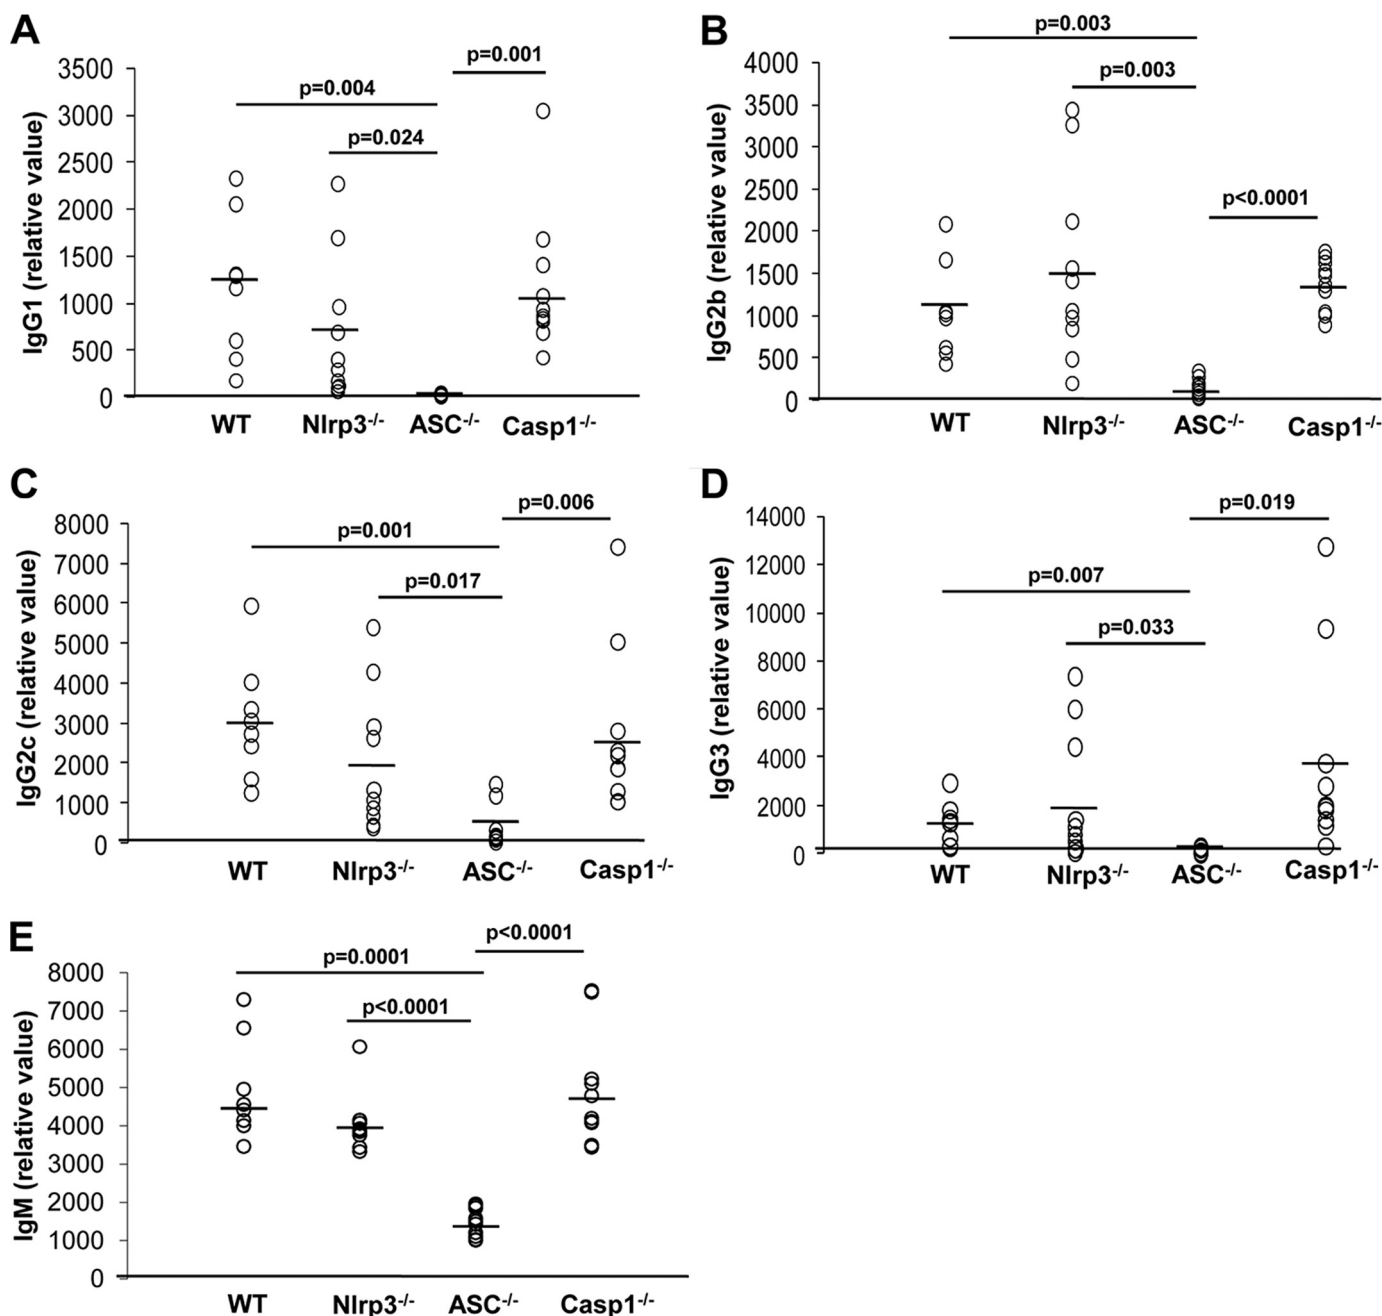 A
p=0.001
p=0.004
p=0.024
IgG1 (relative value)
3500
3000
2500
2000
1500
1000
500
0
WT Nlrp3-/- ASC-/- Casp1-/-
B
p=0.003
p=0.003
p<0.0001
IgG2b (relative value)
4000
3500
3000
2500
2000
1500
1000
500
0
WT Nlrp3-/- ASC-/- Casp1-/-
C
p=0.006
p=0.001
p=0.017
IgG2c (relative value)
8000
7000
6000
5000
4000
3000
2000
1000
0
WT Nlrp3-/- ASC-/- Casp1-/-
D
p=0.019
p=0.007
p=0.033
IgG3 (relative value)
14000
12000
10000
8000
6000
4000
2000
0
WT Nlrp3-/- ASC-/- Casp1-/-
E
p<0.0001
p=0.0001
p<0.0001
IgM (relative value)
8000
7000
6000
5000
4000
3000
2000
1000
0
WT Nlrp3-/- ASC-/- Casp1-/-